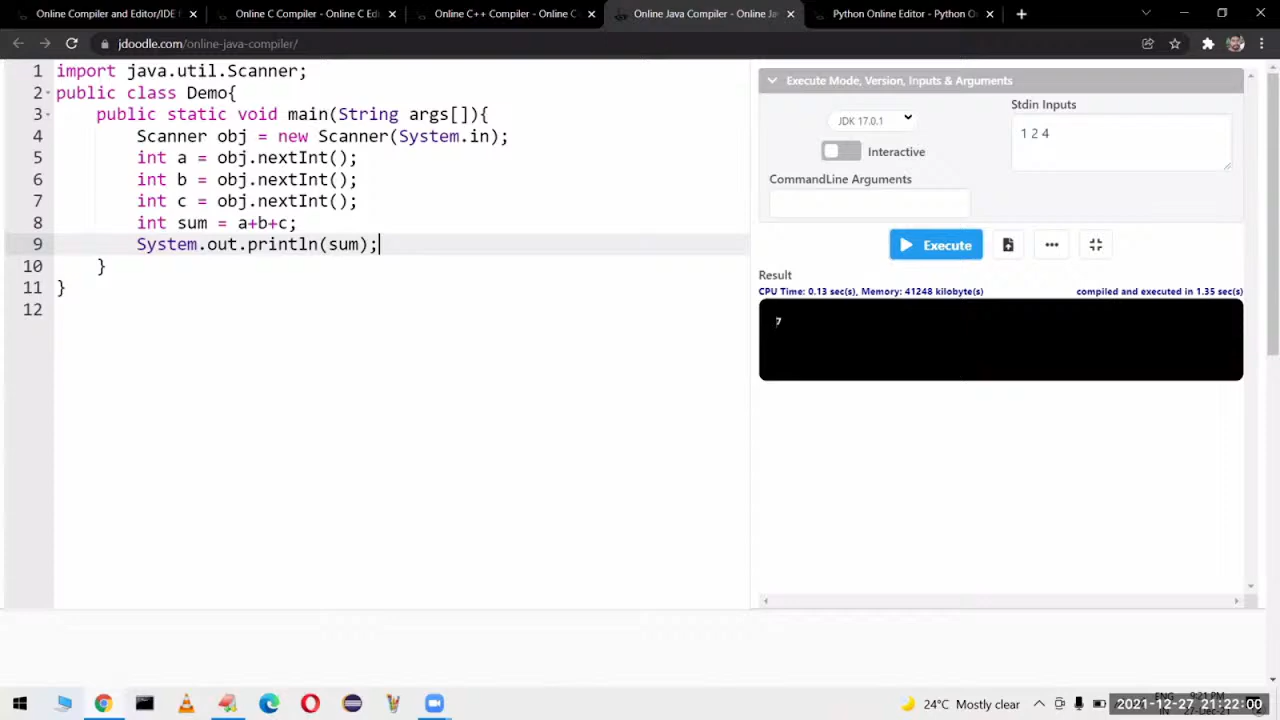 Online Compiler and Editor/IDE
Online C Compiler - Online C Edi
Online C++ Compiler - Online C
Online Java Compiler - Online Ja
Python Online Editor - Python O
jdoodle.com/online-java-compiler/
1 import java.util.Scanner;
2 public class Demo{
3 public static void main(String args[]){
4 Scanner obj = new Scanner(System.in);
5 int a = obj.nextInt();
6 int b = obj.nextInt();
7 int c = obj.nextInt();
8 int sum = a+b+c;
9 System.out.println(sum);
10 }
11 }
12
Execute Mode, Version, Inputs & Arguments
JDK 17.0.1
Interactive
Stdin Inputs
1 2 4
CommandLine Arguments
Execute
Result
CPU Time: 0.13 sec(s), Memory: 41248 kilobyte(s)
compiled and executed in 1.35 sec(s)
7
24°C Mostly clear
ENG
IN
9:21 PM
2021-12-27 21:22:00